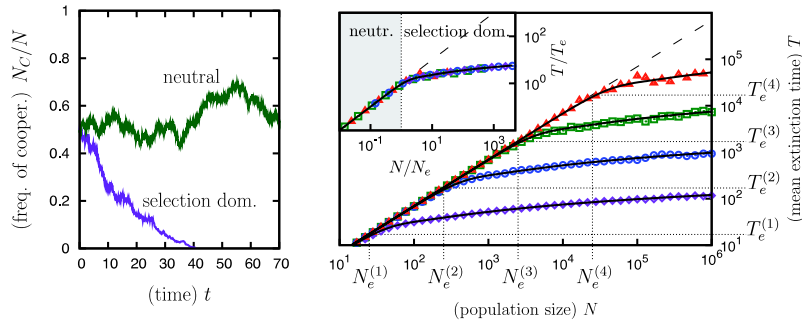 1
0.8
0.6
0.4
0.2
0
0 10 20 30 40 50 60 70
(freq. of cooper.) N_C/N
(time) t
neutral
selection dom.
neutr.
selection dom.
T/T_e
10^2
10^0
10^-1 10^1 10^3
N/N_e
10^5
10^4
10^3
10^2
10^1
T_e^(4)
T_e^(3)
T_e^(2)
T_e^(1)
(mean extinction time) T
10^1 10^2 10^3 10^4 10^5 10^6
N_e^(1) N_e^(2) N_e^(3) N_e^(4)
(population size) N